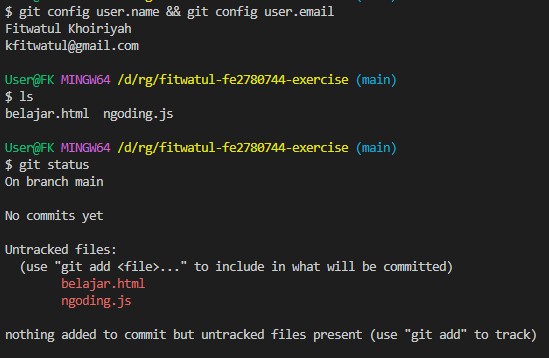 $ git config user.name && git config user.email
Fitwatul Khoiriyah
kfitwatul@gmail.com
User@FK MINGW64 /d/rg/fitwatul-fe2780744-exercise (main)
$ ls
belajar.html  ngoding.js
User@FK MINGW64 /d/rg/fitwatul-fe2780744-exercise (main)
$ git status
On branch main
No commits yet
Untracked files:
  (use "git add <file>..." to include in what will be committed)
        belajar.html
        ngoding.js
nothing added to commit but untracked files present (use "git add" to track)